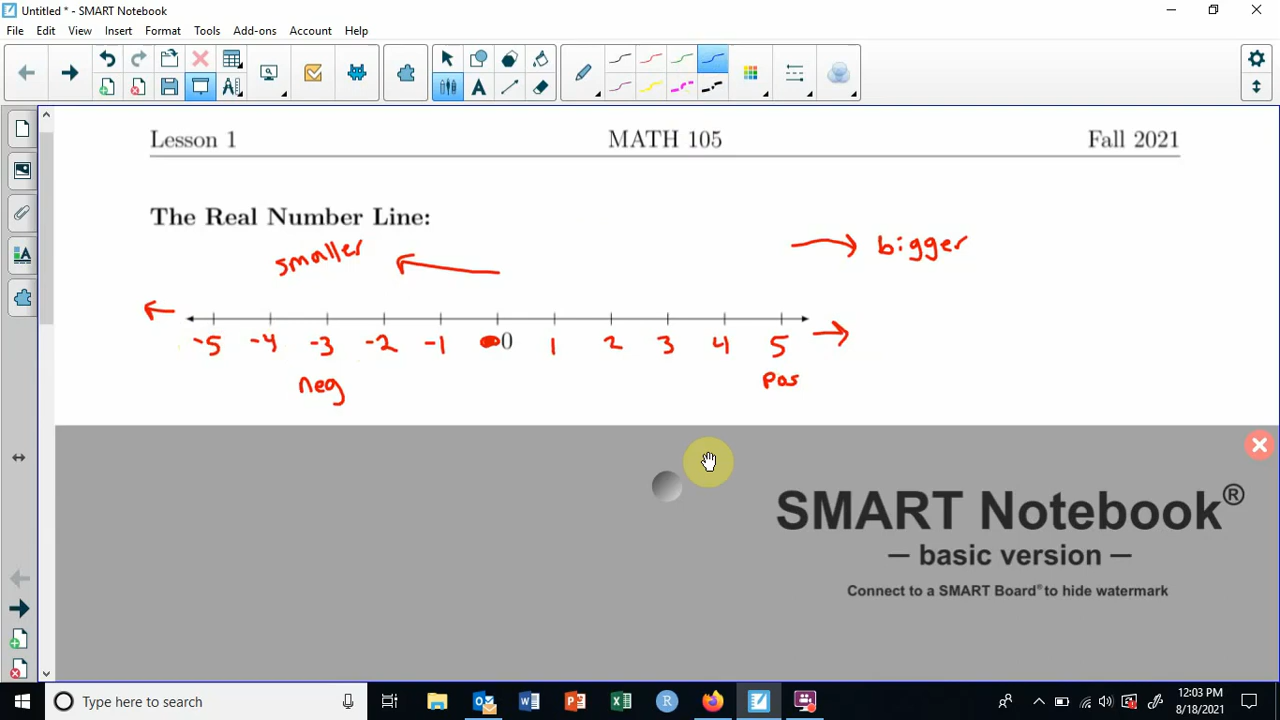 Untitled * - SMART Notebook
File Edit View Insert Format Tools Add-ons Account Help
Lesson 1 MATH 105 Fall 2021
The Real Number Line:
smaller bigger
-5 -4 -3 -2 -1 0 1 2 3 4 5
neg pos
SMART Notebook®
— basic version —
Connect to a SMART Board® to hide watermark
Type here to search
12:03 PM
8/18/2021